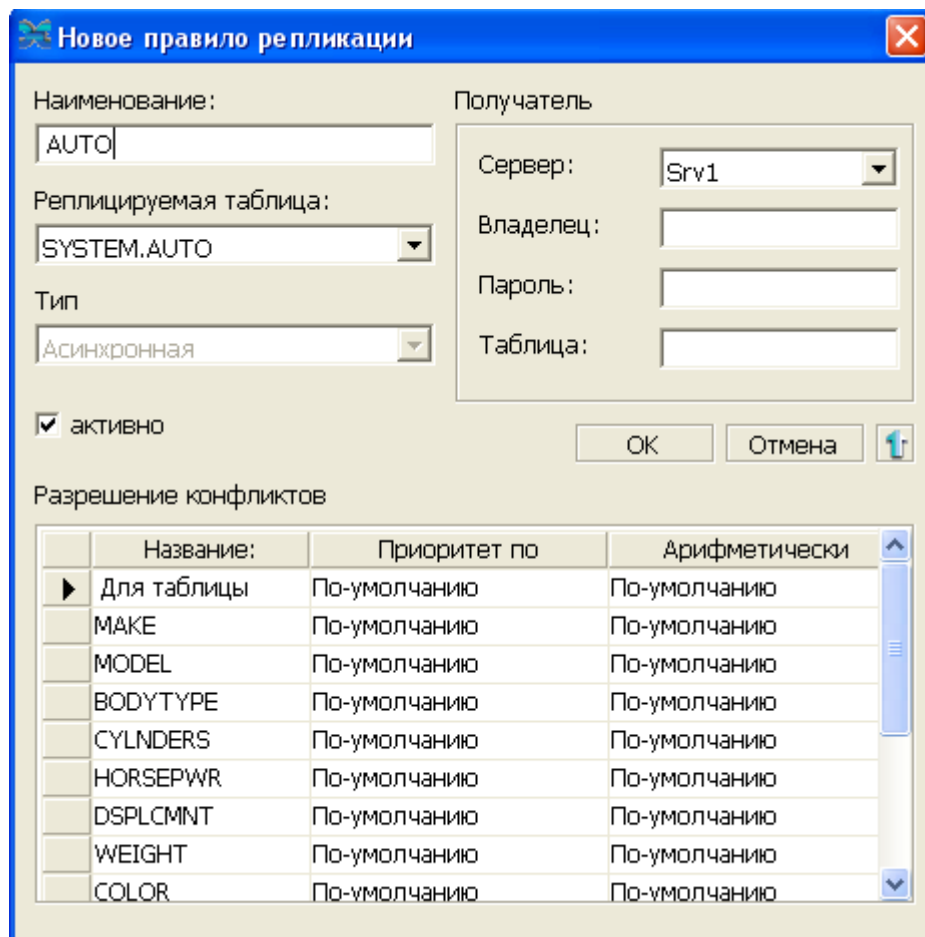 Новое правило репликации
Наименование:
AUTO
Реплицируемая таблица:
SYSTEM.AUTO
Тип
Асинхронная
активно
Получатель
Сервер: Srv1
Владелец:
Пароль:
Таблица:
OK Отмена
Разрешение конфликтов
Название: Приоритет по Арифметически
Для таблицы По-умолчанию По-умолчанию
MAKE По-умолчанию По-умолчанию
MODEL По-умолчанию По-умолчанию
BODYTYPE По-умолчанию По-умолчанию
CYLNDERS По-умолчанию По-умолчанию
HORSEPWR По-умолчанию По-умолчанию
DSPLCMNT По-умолчанию По-умолчанию
WEIGHT По-умолчанию По-умолчанию
COLOR По-умолчанию По-умолчанию